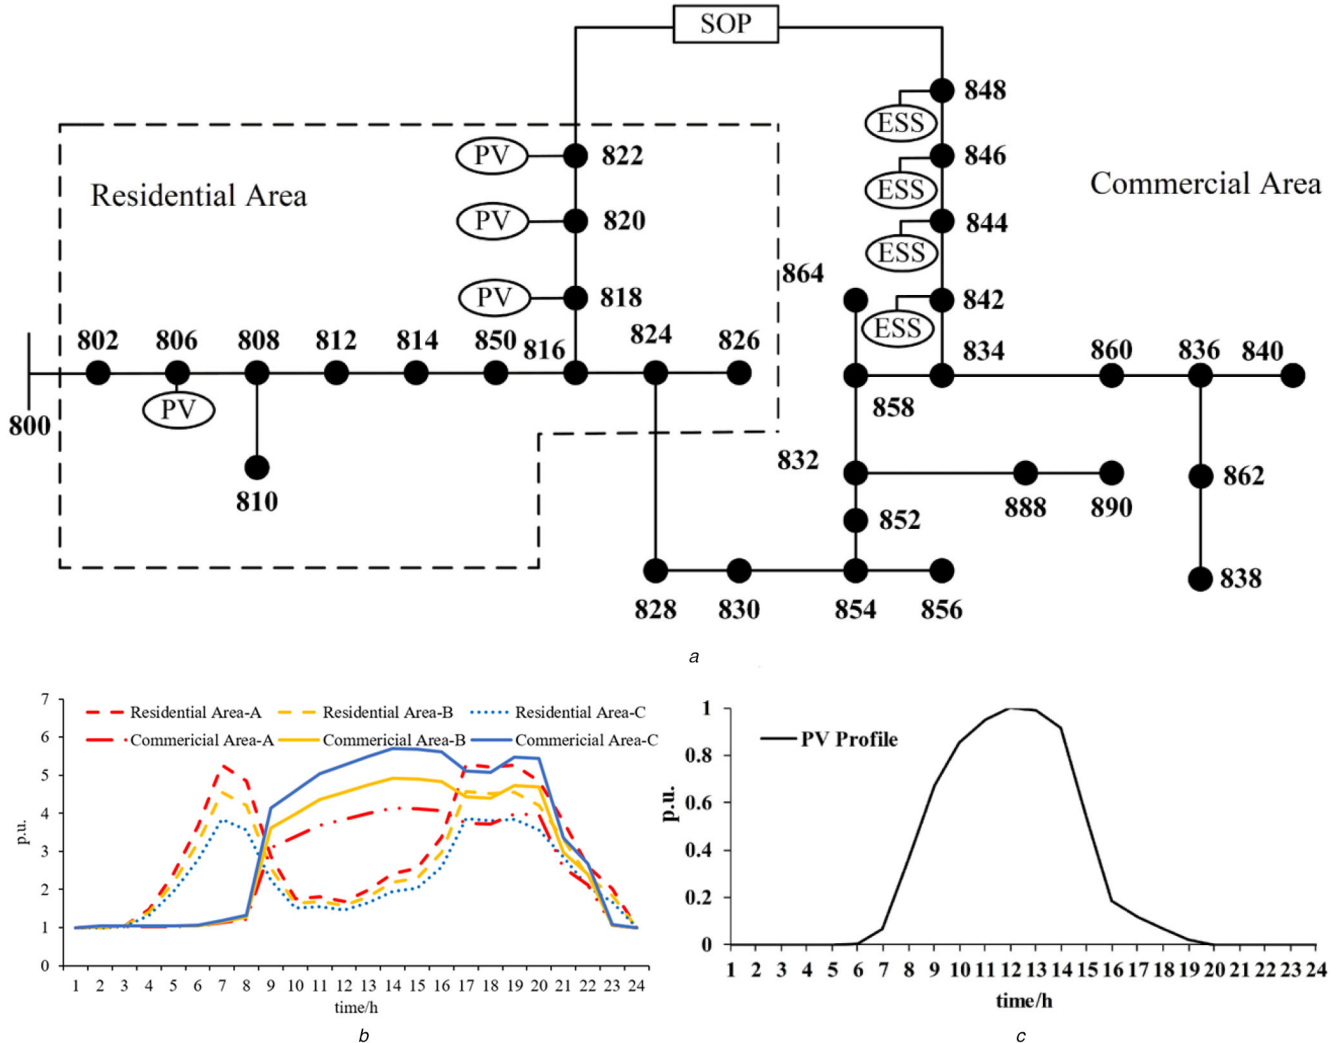 SOP
848
ESS
822
PV
846
ESS
Residential Area
Commercial Area
820
PV
844
ESS
864
818
PV
842
ESS
802 806 808 812 814 850 816 824 826
834 860 836 840
PV
800
858
832
810
862
888 890
852
838
828 830 854 856
a
7
6
5
4
3
2
1
0
p.u.
Residential Area-A Residential Area-B Residential Area-C
Commericial Area-A Commericial Area-B Commericial Area-C
1 2 3 4 5 6 7 8 9 10 11 12 13 14 15 16 17 18 19 20 21 22 23 24
time/h
b
1
0.8
0.6
0.4
0.2
0
p.u.
PV Profile
1 2 3 4 5 6 7 8 9 10 11 12 13 14 15 16 17 18 19 20 21 22 23 24
time/h
c